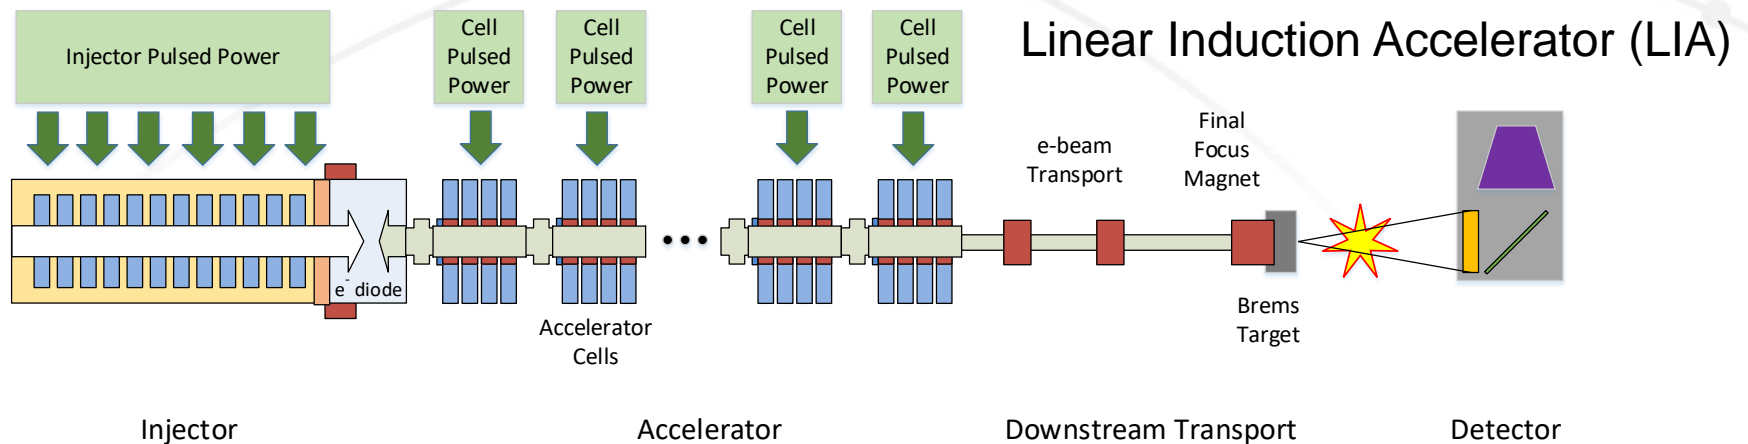 Linear Induction Accelerator (LIA)
Injector Pulsed Power
Cell
Pulsed
Power
Cell
Pulsed
Power
Cell
Pulsed
Power
Cell
Pulsed
Power
e-beam
Transport
Final
Focus
Magnet
e⁻ diode
Accelerator
Cells
Brems
Target
Injector
Accelerator
Downstream Transport
Detector